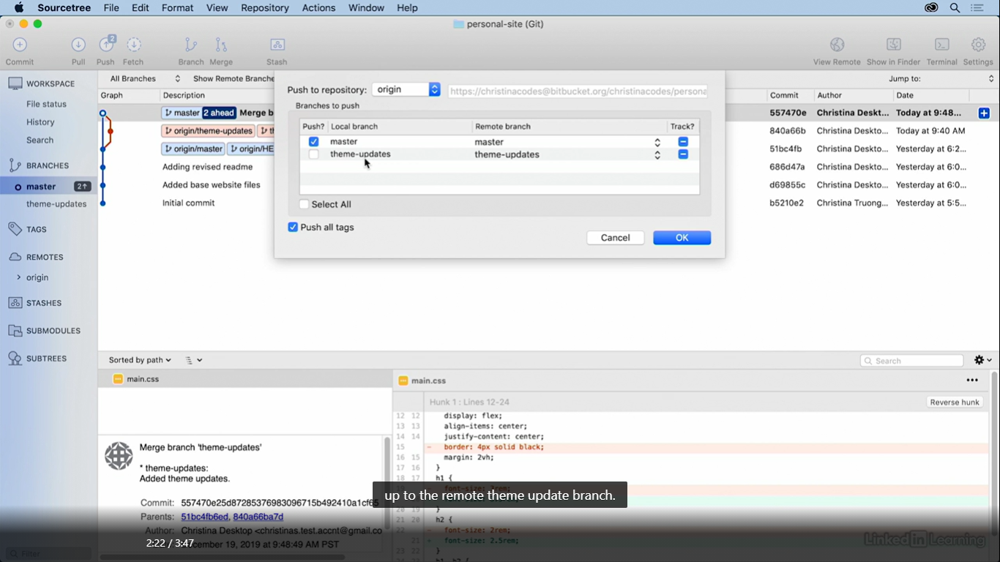 Sourcetree File Edit Format View Repository Actions Window Help
personal-site (Git)
2
Commit Pull Push Fetch Branch Merge Stash View Remote Show in Finder Terminal Settings
WORKSPACE
File status
History
Search
BRANCHES
master 2↑
theme-updates
TAGS
REMOTES
origin
STASHES
SUBMODULES
SUBTREES
Filter
All Branches Show Remote Branche Jump to:
Graph Description Commit Author Date
master 2 ahead Merge b 557470e Christina Deskt... Today at 9:48...
origin/theme-updates th 840a66b Christina Deskto... Today at 9:40 AM
origin/master origin/HE 51bc4fb Christina Deskto... Yesterday at 6:2...
Adding revised readme 686d47a Christina Deskto... Yesterday at 6:0...
Added base website files d69855c Christina Deskto... Yesterday at 6:0...
Initial commit b5210e2 Christina Truong... Yesterday at 5:5...
Push to repository: origin https://christinacodes@bitbucket.org/christinacodes/persona
Branches to push
Push? Local branch Remote branch Track?
master master
theme-updates theme-updates
Select All
Push all tags
Cancel OK
Sorted by path Search
main.css
Merge branch 'theme-updates'
* theme-updates:
Added theme updates.
Commit: 557470e25d87285376983096715b492410a1cf65
Parents: 51bc4fb6ed, 840a66ba7d
Author: Christina Desktop <christinas.test.accnt@gmail.co
cember 19, 2019 at 9:48:49 AM PST
main.css
Hunk 1 : Lines 12-24 Reverse hunk
12 12 display: flex;
13 13 align-items: center;
14 14 justify-content: center;
15 - border: 4px solid black;
16 15 margin: 2vh;
17 16 }
18 17 h1 {
19 - font-size: 3rem;
20 19 }
21 20 h2 {
22 - font-size: 2rem;
21 + font-size: 2.5rem;
23 22 }
up to the remote theme update branch.
2:22 / 3:47
Linked in Learning